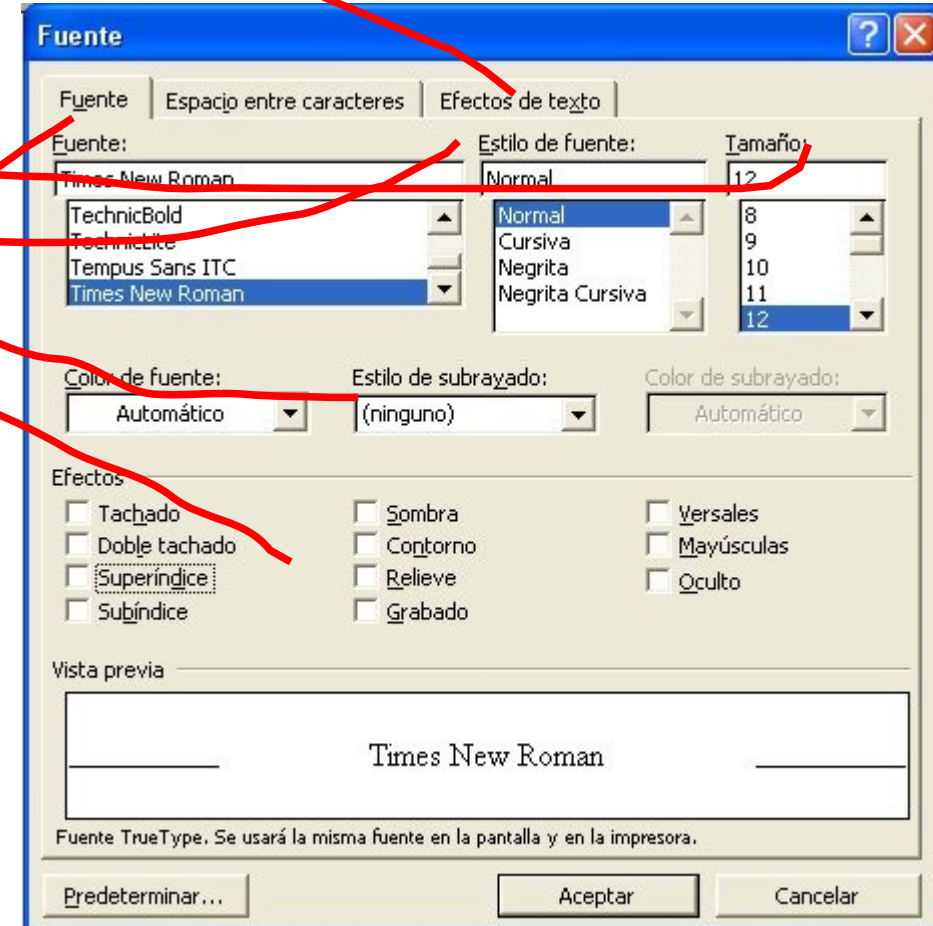 Fuente
Fuente Espacio entre caracteres Efectos de texto
Fuente: Estilo de fuente: Tamaño:
Times New Roman Normal 12
TechnicBold Normal 8
TechnicLite Cursiva 9
Tempus Sans ITC Negrita 10
Times New Roman Negrita Cursiva 11
12
Color de fuente: Estilo de subrayado: Color de subrayado:
Automático (ninguno) Automático
Efectos
Tachado Sombra Versales
Doble tachado Contorno Mayúsculas
Superíndice Relieve Oculto
Subíndice Grabado
Vista previa
Times New Roman
Fuente TrueType. Se usará la misma fuente en la pantalla y en la impresora.
Predeterminar... Aceptar Cancelar